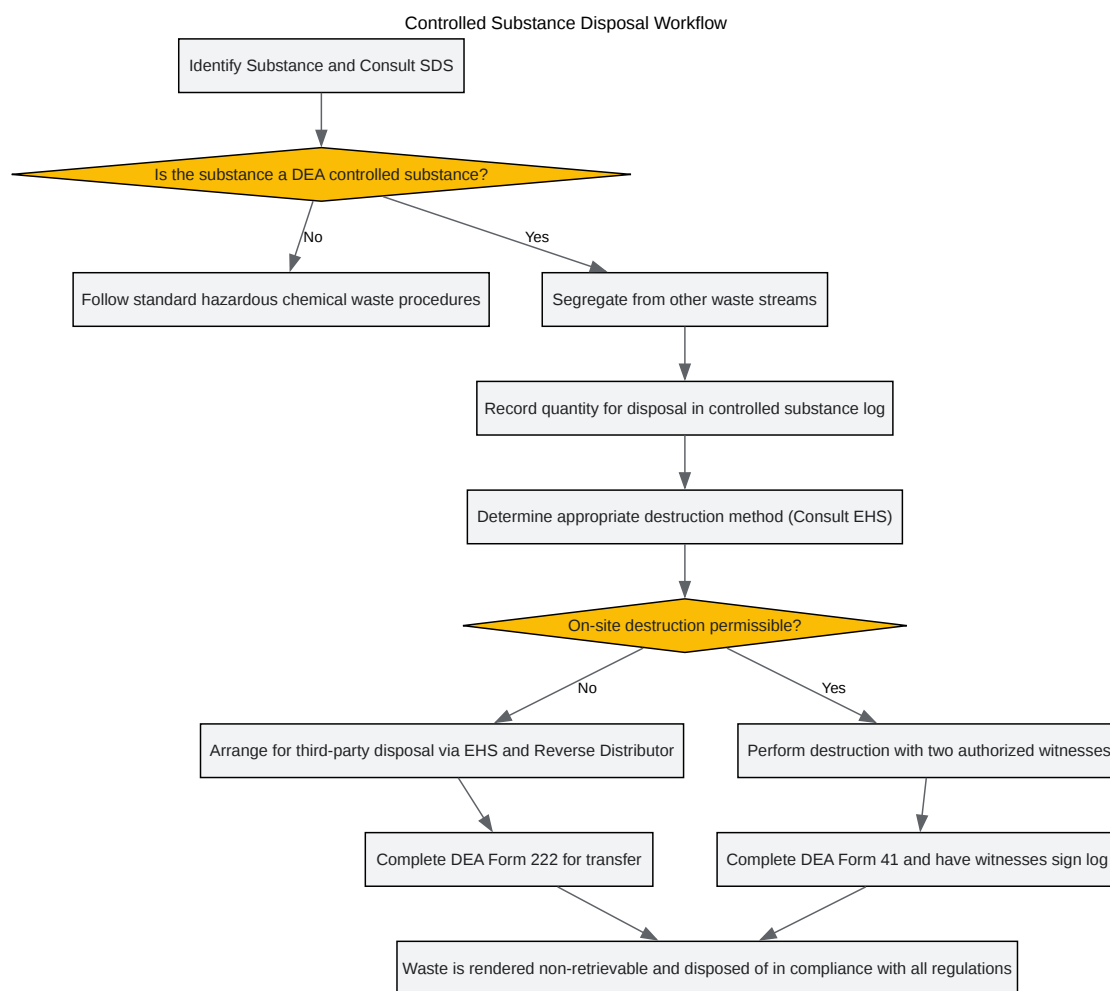 Controlled Substance Disposal Workflow
Identify Substance and Consult SDS
Is the substance a DEA controlled substance?
No
Yes
Follow standard hazardous chemical waste procedures
Segregate from other waste streams
Record quantity for disposal in controlled substance log
Determine appropriate destruction method (Consult EHS)
On-site destruction permissible?
No
Yes
Arrange for third-party disposal via EHS and Reverse Distributor
Perform destruction with two authorized witnesses
Complete DEA Form 222 for transfer
Complete DEA Form 41 and have witnesses sign log
Waste is rendered non-retrievable and disposed of in compliance with all regulations